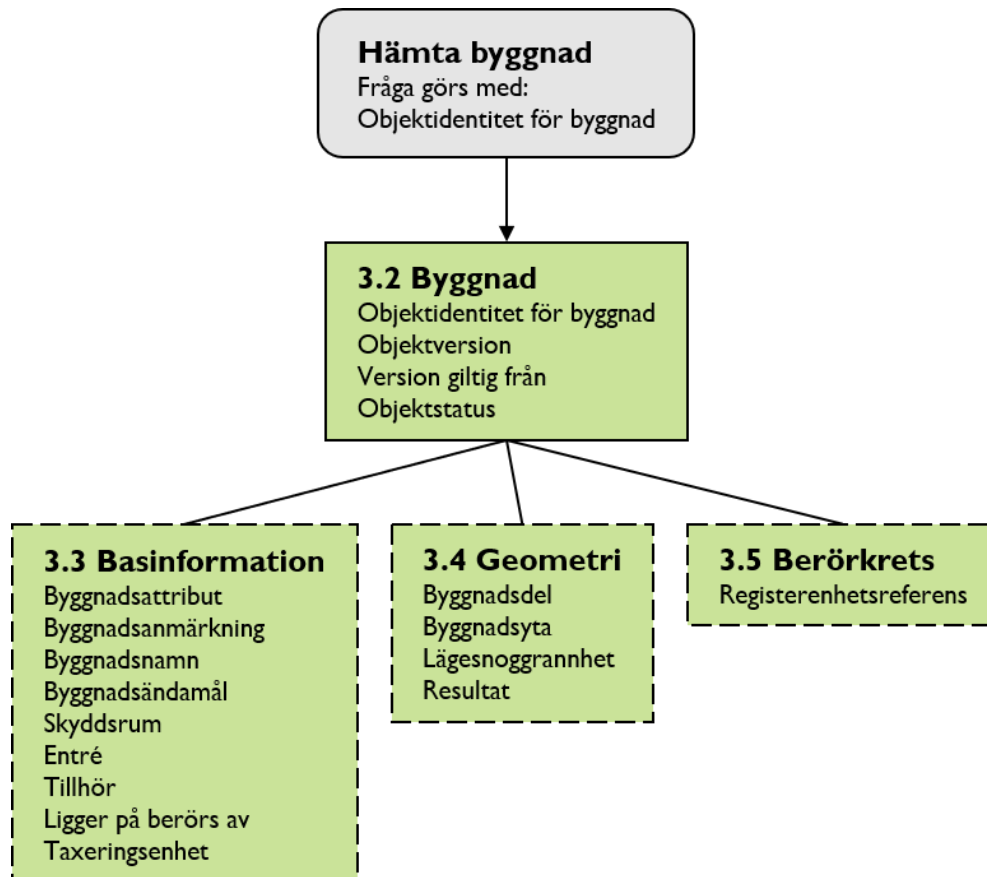 Hämta byggnad
Fråga görs med:
Objektidentitet för byggnad
3.2 Byggnad
Objektidentitet för byggnad
Objektversion
Version giltig från
Objektstatus
3.3 Basinformation
Byggnadsattribut
Byggnadsanmärkning
Byggnadsnamn
Byggnadsändamål
Skyddsrum
Entré
Tillhör
Ligger på berörs av
Taxeringsenhet
3.4 Geometri
Byggnadsdel
Byggnadsyta
Lägesnoggrannhet
Resultat
3.5 Berörkrets
Registerenhetsreferens